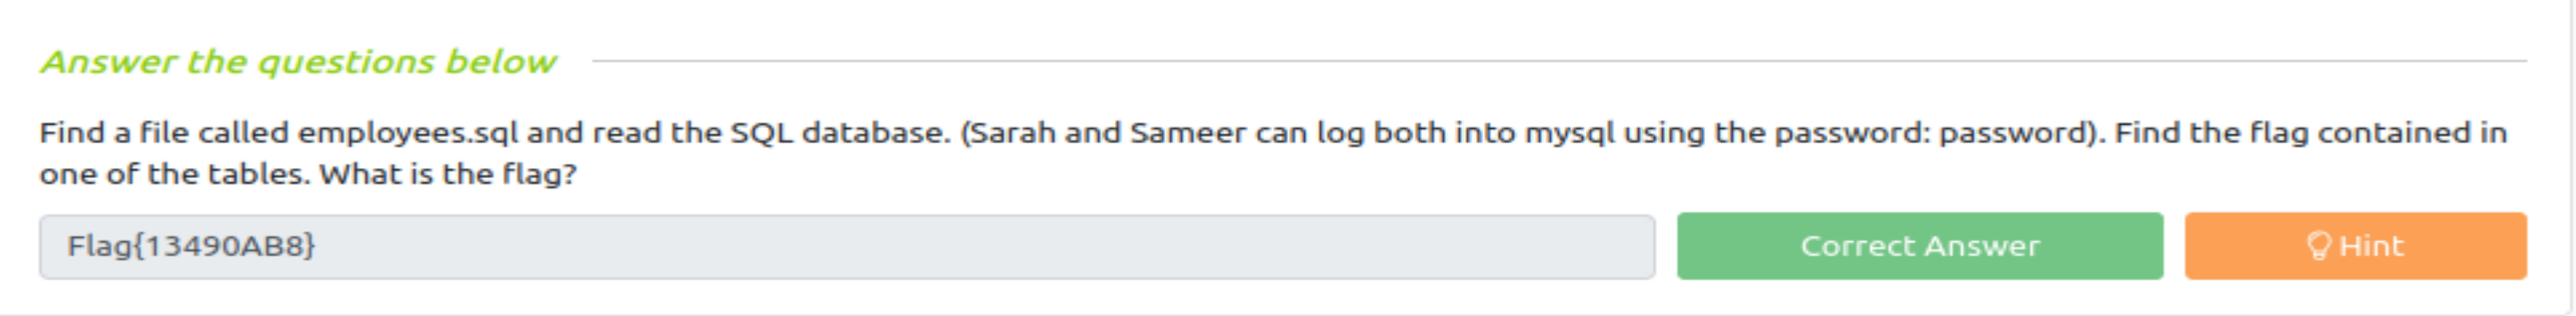 Answer the questions below
Find a file called employees.sql and read the SQL database. (Sarah and Sameer can log both into mysql using the password: password). Find the flag contained in
one of the tables. What is the flag?
Flag{13490AB8}
Correct Answer
Hint